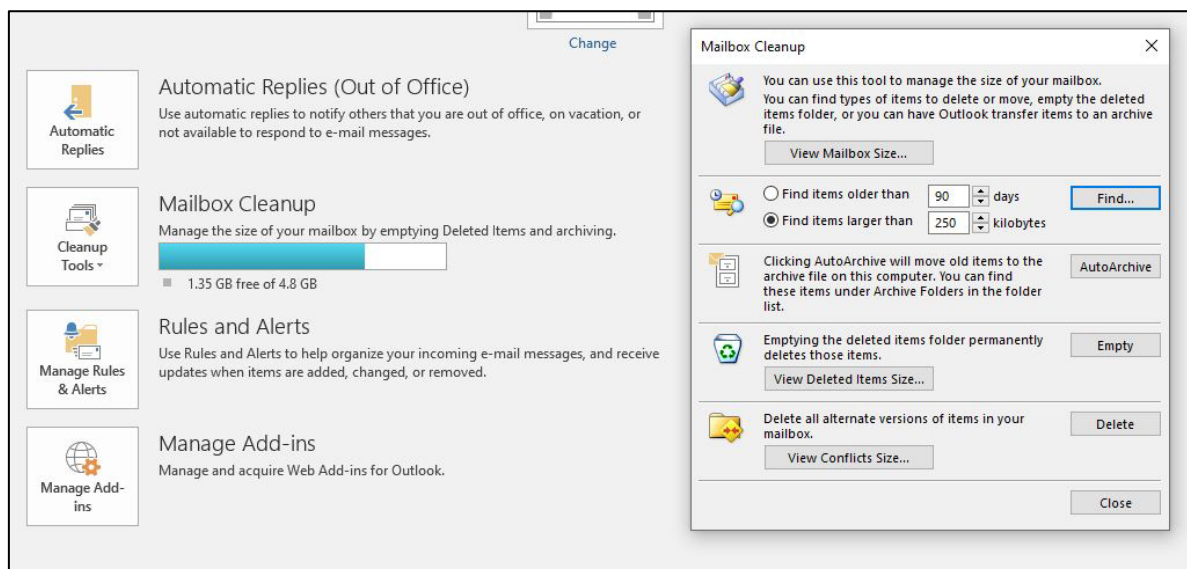 Change
Automatic
Replies
Automatic Replies (Out of Office)
Use automatic replies to notify others that you are out of office, on vacation, or
not available to respond to e-mail messages.
Cleanup
Tools
Mailbox Cleanup
Manage the size of your mailbox by emptying Deleted Items and archiving.
1.35 GB free of 4.8 GB
Manage Rules
& Alerts
Rules and Alerts
Use Rules and Alerts to help organize your incoming e-mail messages, and receive
updates when items are added, changed, or removed.
Manage Add-
ins
Manage Add-ins
Manage and acquire Web Add-ins for Outlook.
Mailbox Cleanup
You can use this tool to manage the size of your mailbox.
You can find types of items to delete or move, empty the deleted
items folder, or you can have Outlook transfer items to an archive
file.
View Mailbox Size...
Find items older than 90 days
Find...
Find items larger than 250 kilobytes
Clicking AutoArchive will move old items to the
archive file on this computer. You can find
these items under Archive Folders in the folder
list.
AutoArchive
Emptying the deleted items folder permanently
deletes those items.
Empty
View Deleted Items Size...
Delete all alternate versions of items in your
mailbox.
Delete
View Conflicts Size...
Close